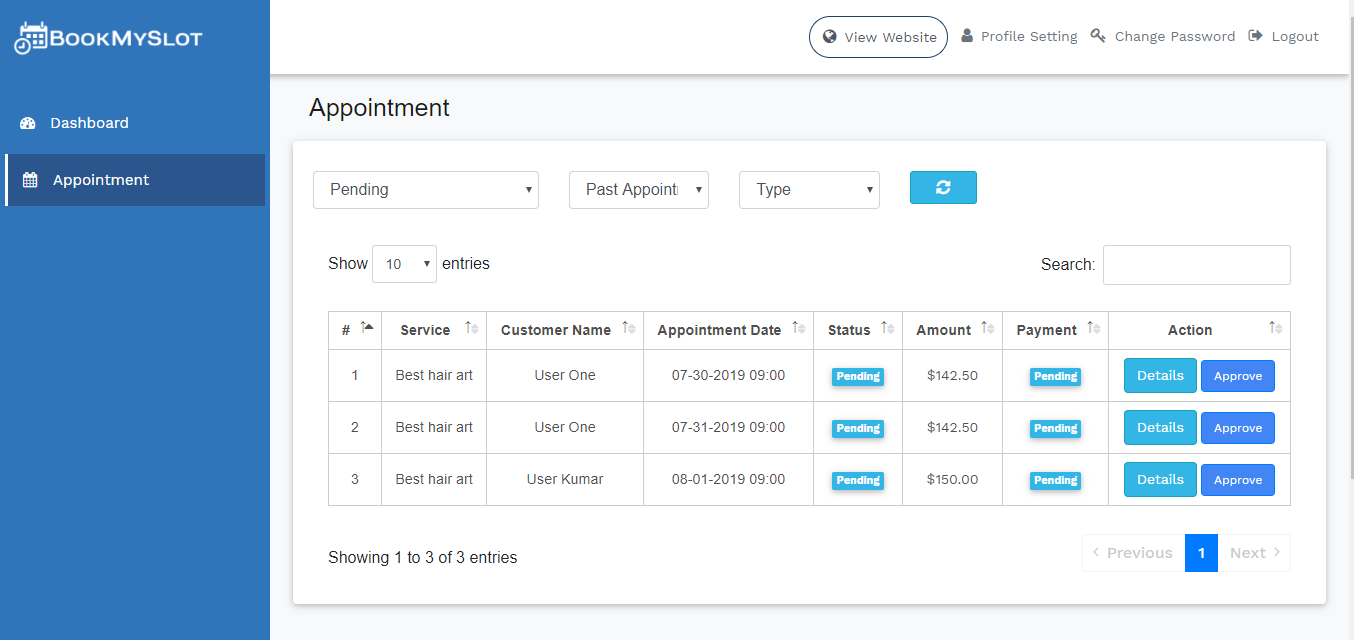 BookMySlot
View Website Profile Setting Change Password Logout
Dashboard
Appointment
Appointment
Pending Past Appoint Type
Show 10 entries Search:
# Service Customer Name Appointment Date Status Amount Payment Action
1 Best hair art User One 07-30-2019 09:00 Pending $142.50 Pending Details Approve
2 Best hair art User One 07-31-2019 09:00 Pending $142.50 Pending Details Approve
3 Best hair art User Kumar 08-01-2019 09:00 Pending $150.00 Pending Details Approve
Showing 1 to 3 of 3 entries
Previous 1 Next